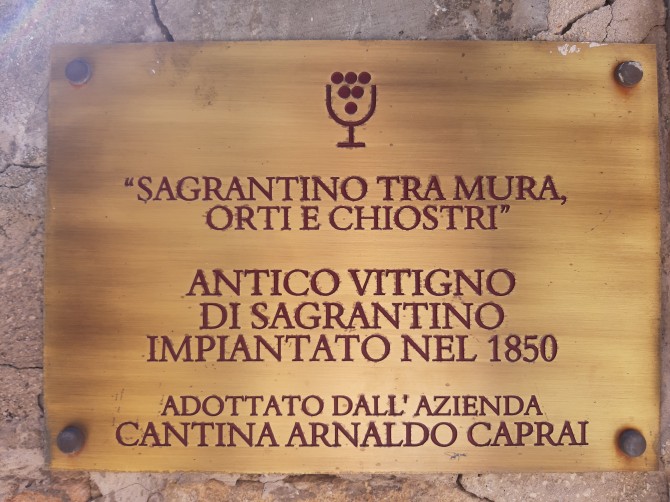 “SAGRANTINO TRA MURA,
ORTI E CHIOSTRI”
ANTICO VITIGNO
DI SAGRANTINO
IMPIANTATO NEL 1850
ADOTTATO DALL' AZIENDA
CANTINA ARNALDO CAPRAI